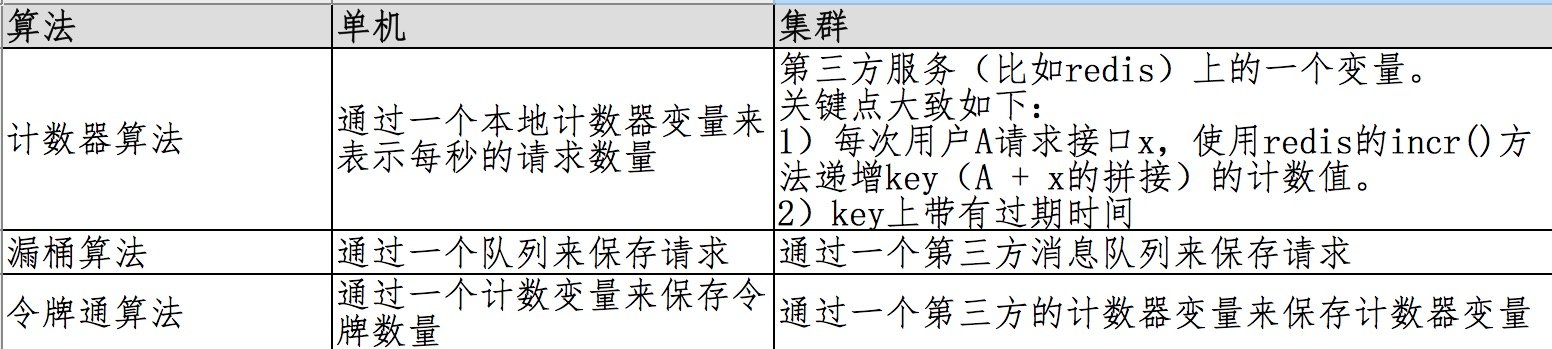 算法
单机
集群
计数器算法
通过一个本地计数器变量来
表示每秒的请求数量
第三方服务（比如redis）上的一个变量。
关键点大致如下：
1）每次用户A请求接口x，使用redis的incr()方
法递增key（A + x的拼接）的计数值。
2）key上带有过期时间
漏桶算法
通过一个队列来保存请求
通过一个第三方消息队列来保存请求
令牌通算法
通过一个计数变量来保存令
牌数量
通过一个第三方的计数器变量来保存计数器变量